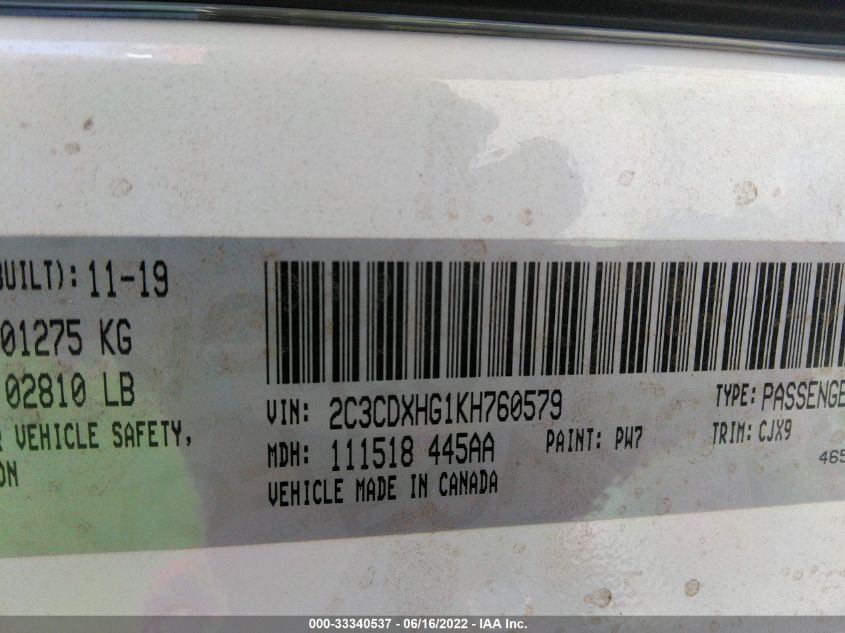 BUILT): 11-19
01275 KG
02810 LB
VEHICLE SAFETY,
ON
VIN: 2C3CDXHG1KH760579
TYPE: PASSENGE
MDH: 111518 445AA
PAINT: PW7
TRIM: CJX9
VEHICLE MADE IN CANADA
465
000-33340537 - 06/16/2022 - IAA Inc.